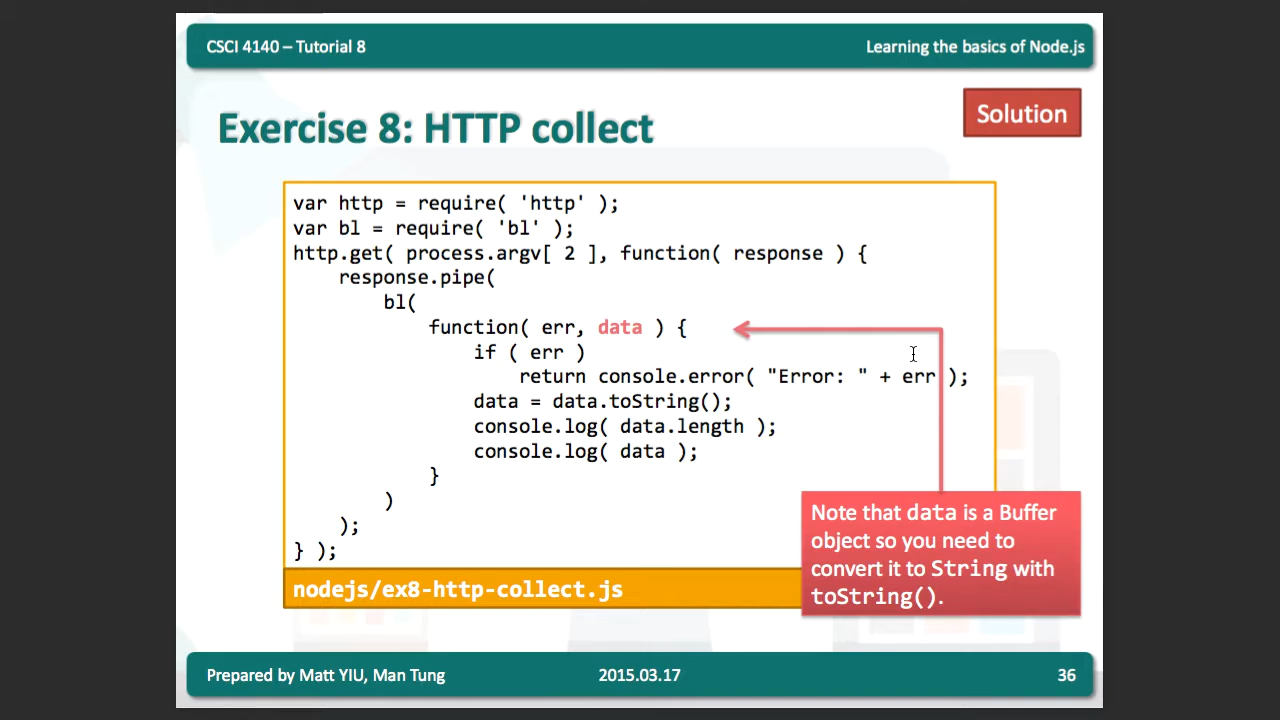 CSCI 4140 – Tutorial 8
Learning the basics of Node.js
Exercise 8: HTTP collect
Solution
var http = require( 'http' );
var bl = require( 'bl' );
http.get( process.argv[ 2 ], function( response ) {
    response.pipe(
        bl(
            function( err, data ) {
                if ( err )
                    return console.error( "Error: " + err );
                data = data.toString();
                console.log( data.length );
                console.log( data );
            }
        )
    );
} );
nodejs/ex8-http-collect.js
Note that data is a Buffer
object so you need to
convert it to String with
toString().
Prepared by Matt YIU, Man Tung
2015.03.17
36